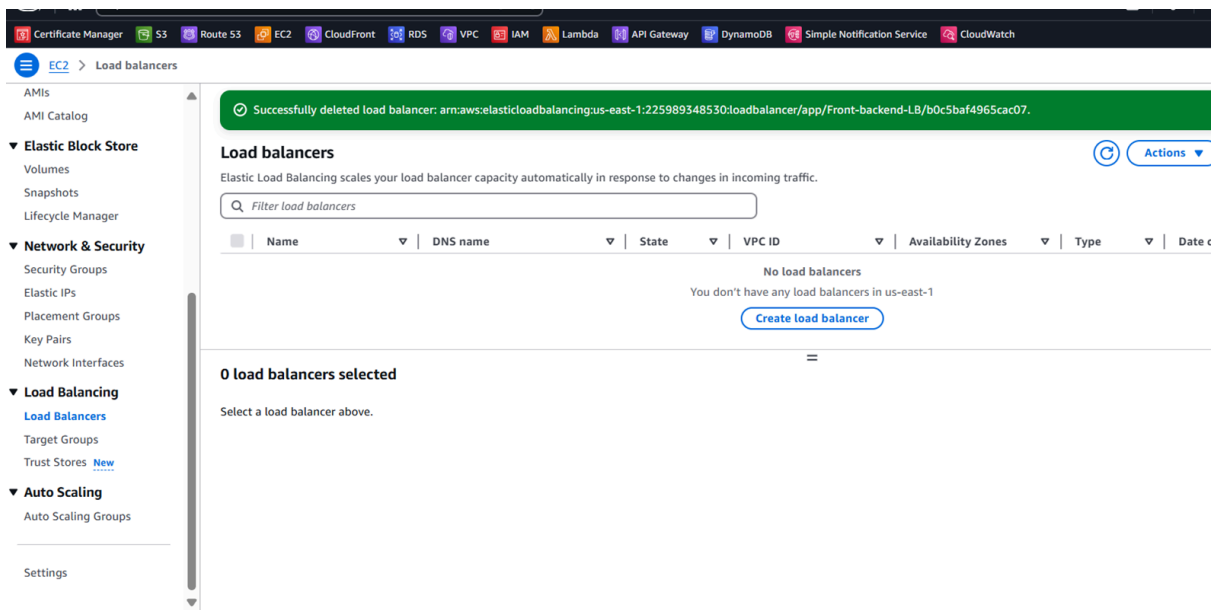 Certificate Manager S3 Route 53 EC2 CloudFront RDS VPC IAM Lambda API Gateway DynamoDB Simple Notification Service CloudWatch
EC2 > Load balancers
AMIs
AMI Catalog
Elastic Block Store
Volumes
Snapshots
Lifecycle Manager
Network & Security
Security Groups
Elastic IPs
Placement Groups
Key Pairs
Network Interfaces
Load Balancing
Load Balancers
Target Groups
Trust Stores New
Auto Scaling
Auto Scaling Groups
Settings
Successfully deleted load balancer: arn:aws:elasticloadbalancing:us-east-1:225989348530:loadbalancer/app/Front-backend-LB/b0c5baf4965cac07.
Load balancers
Actions
Elastic Load Balancing scales your load balancer capacity automatically in response to changes in incoming traffic.
Filter load balancers
Name DNS name State VPC ID Availability Zones Type Date
No load balancers
You don't have any load balancers in us-east-1
Create load balancer
0 load balancers selected
Select a load balancer above.